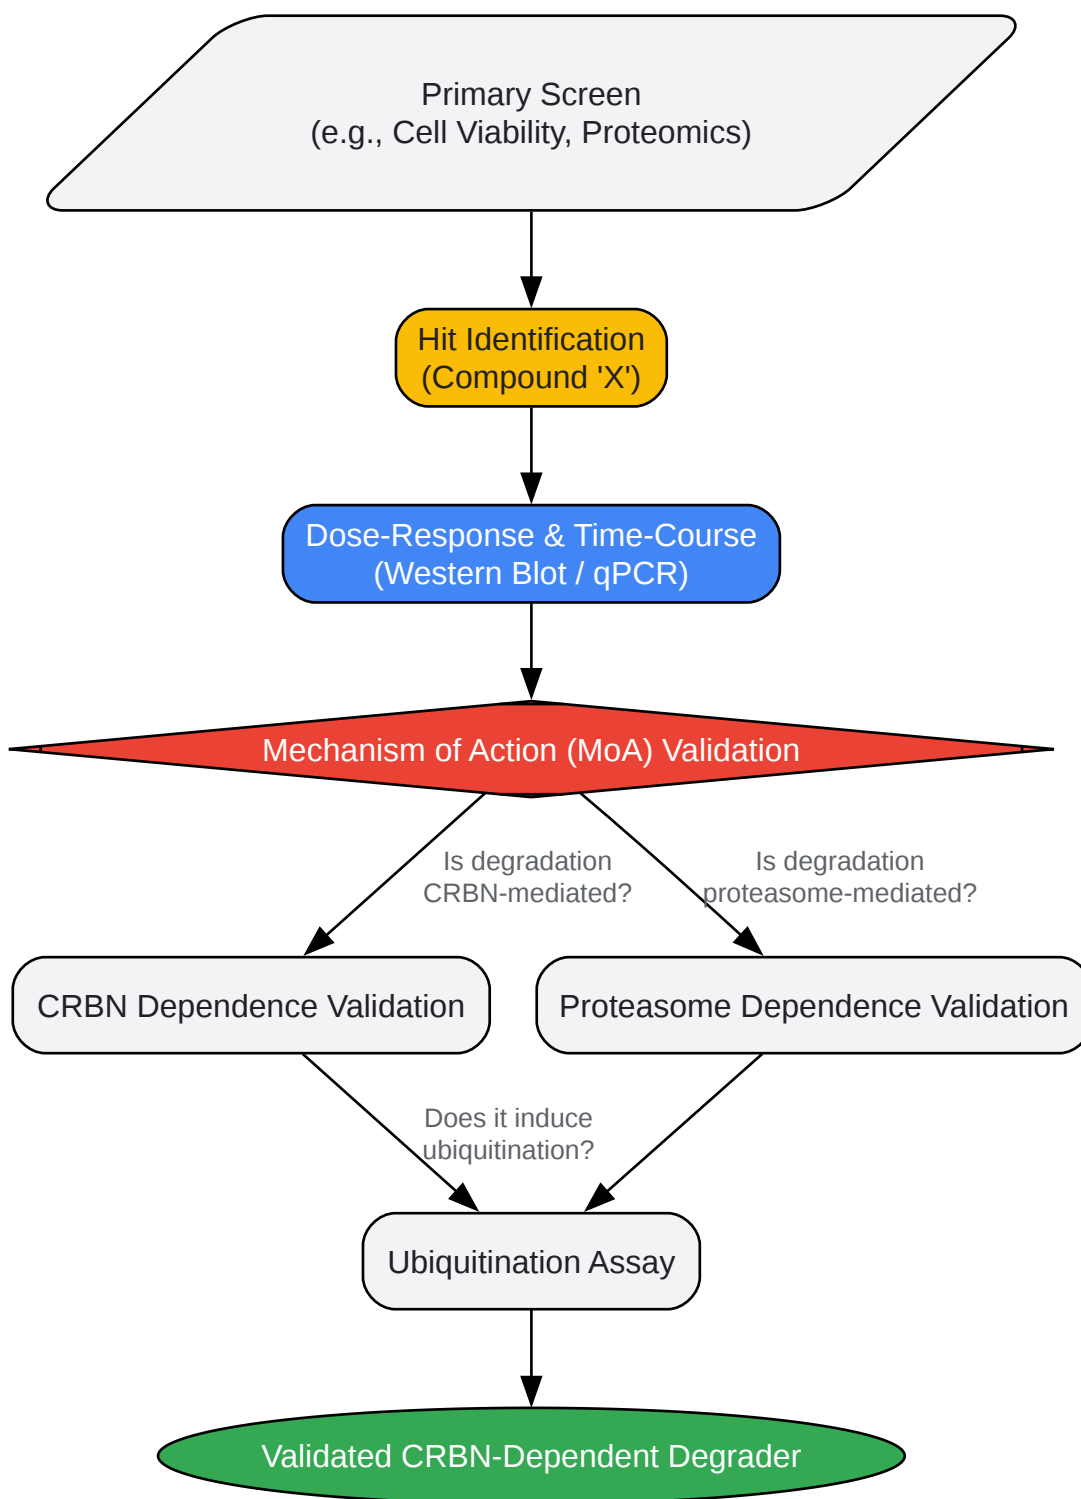 Primary Screen
(e.g., Cell Viability, Proteomics)
Hit Identification
(Compound 'X')
Dose-Response & Time-Course
(Western Blot / qPCR)
Mechanism of Action (MoA) Validation
Is degradation
CRBN-mediated?
Is degradation
proteasome-mediated?
CRBN Dependence Validation
Proteasome Dependence Validation
Does it induce
ubiquitination?
Ubiquitination Assay
Validated CRBN-Dependent Degrader